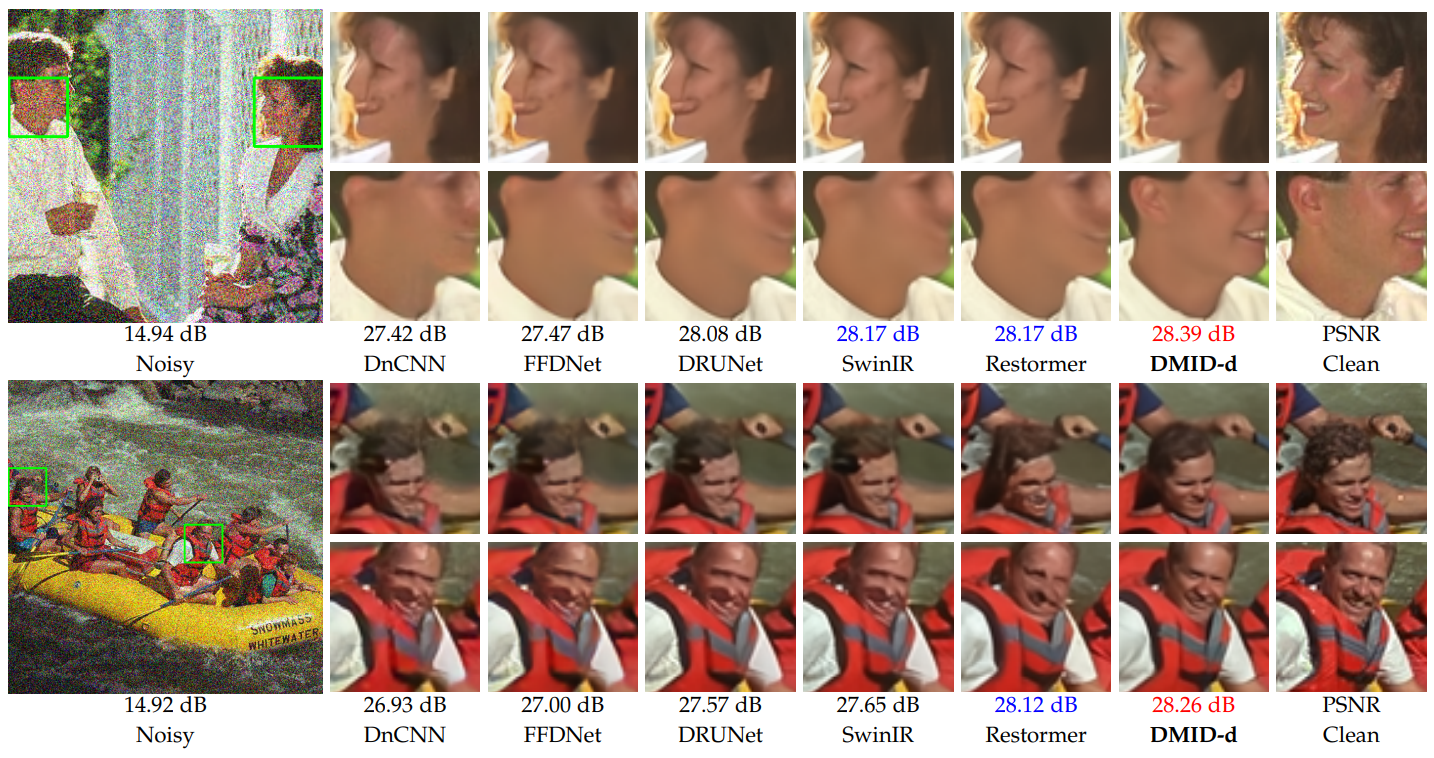 14.94 dB 27.42 dB 27.47 dB 28.08 dB 28.17 dB 28.17 dB 28.39 dB PSNR
Noisy DnCNN FFDNet DRUNet SwinIR Restormer DMID-d Clean
SNOWMASS
WHITEWATER
14.92 dB 26.93 dB 27.00 dB 27.57 dB 27.65 dB 28.12 dB 28.26 dB PSNR
Noisy DnCNN FFDNet DRUNet SwinIR Restormer DMID-d Clean